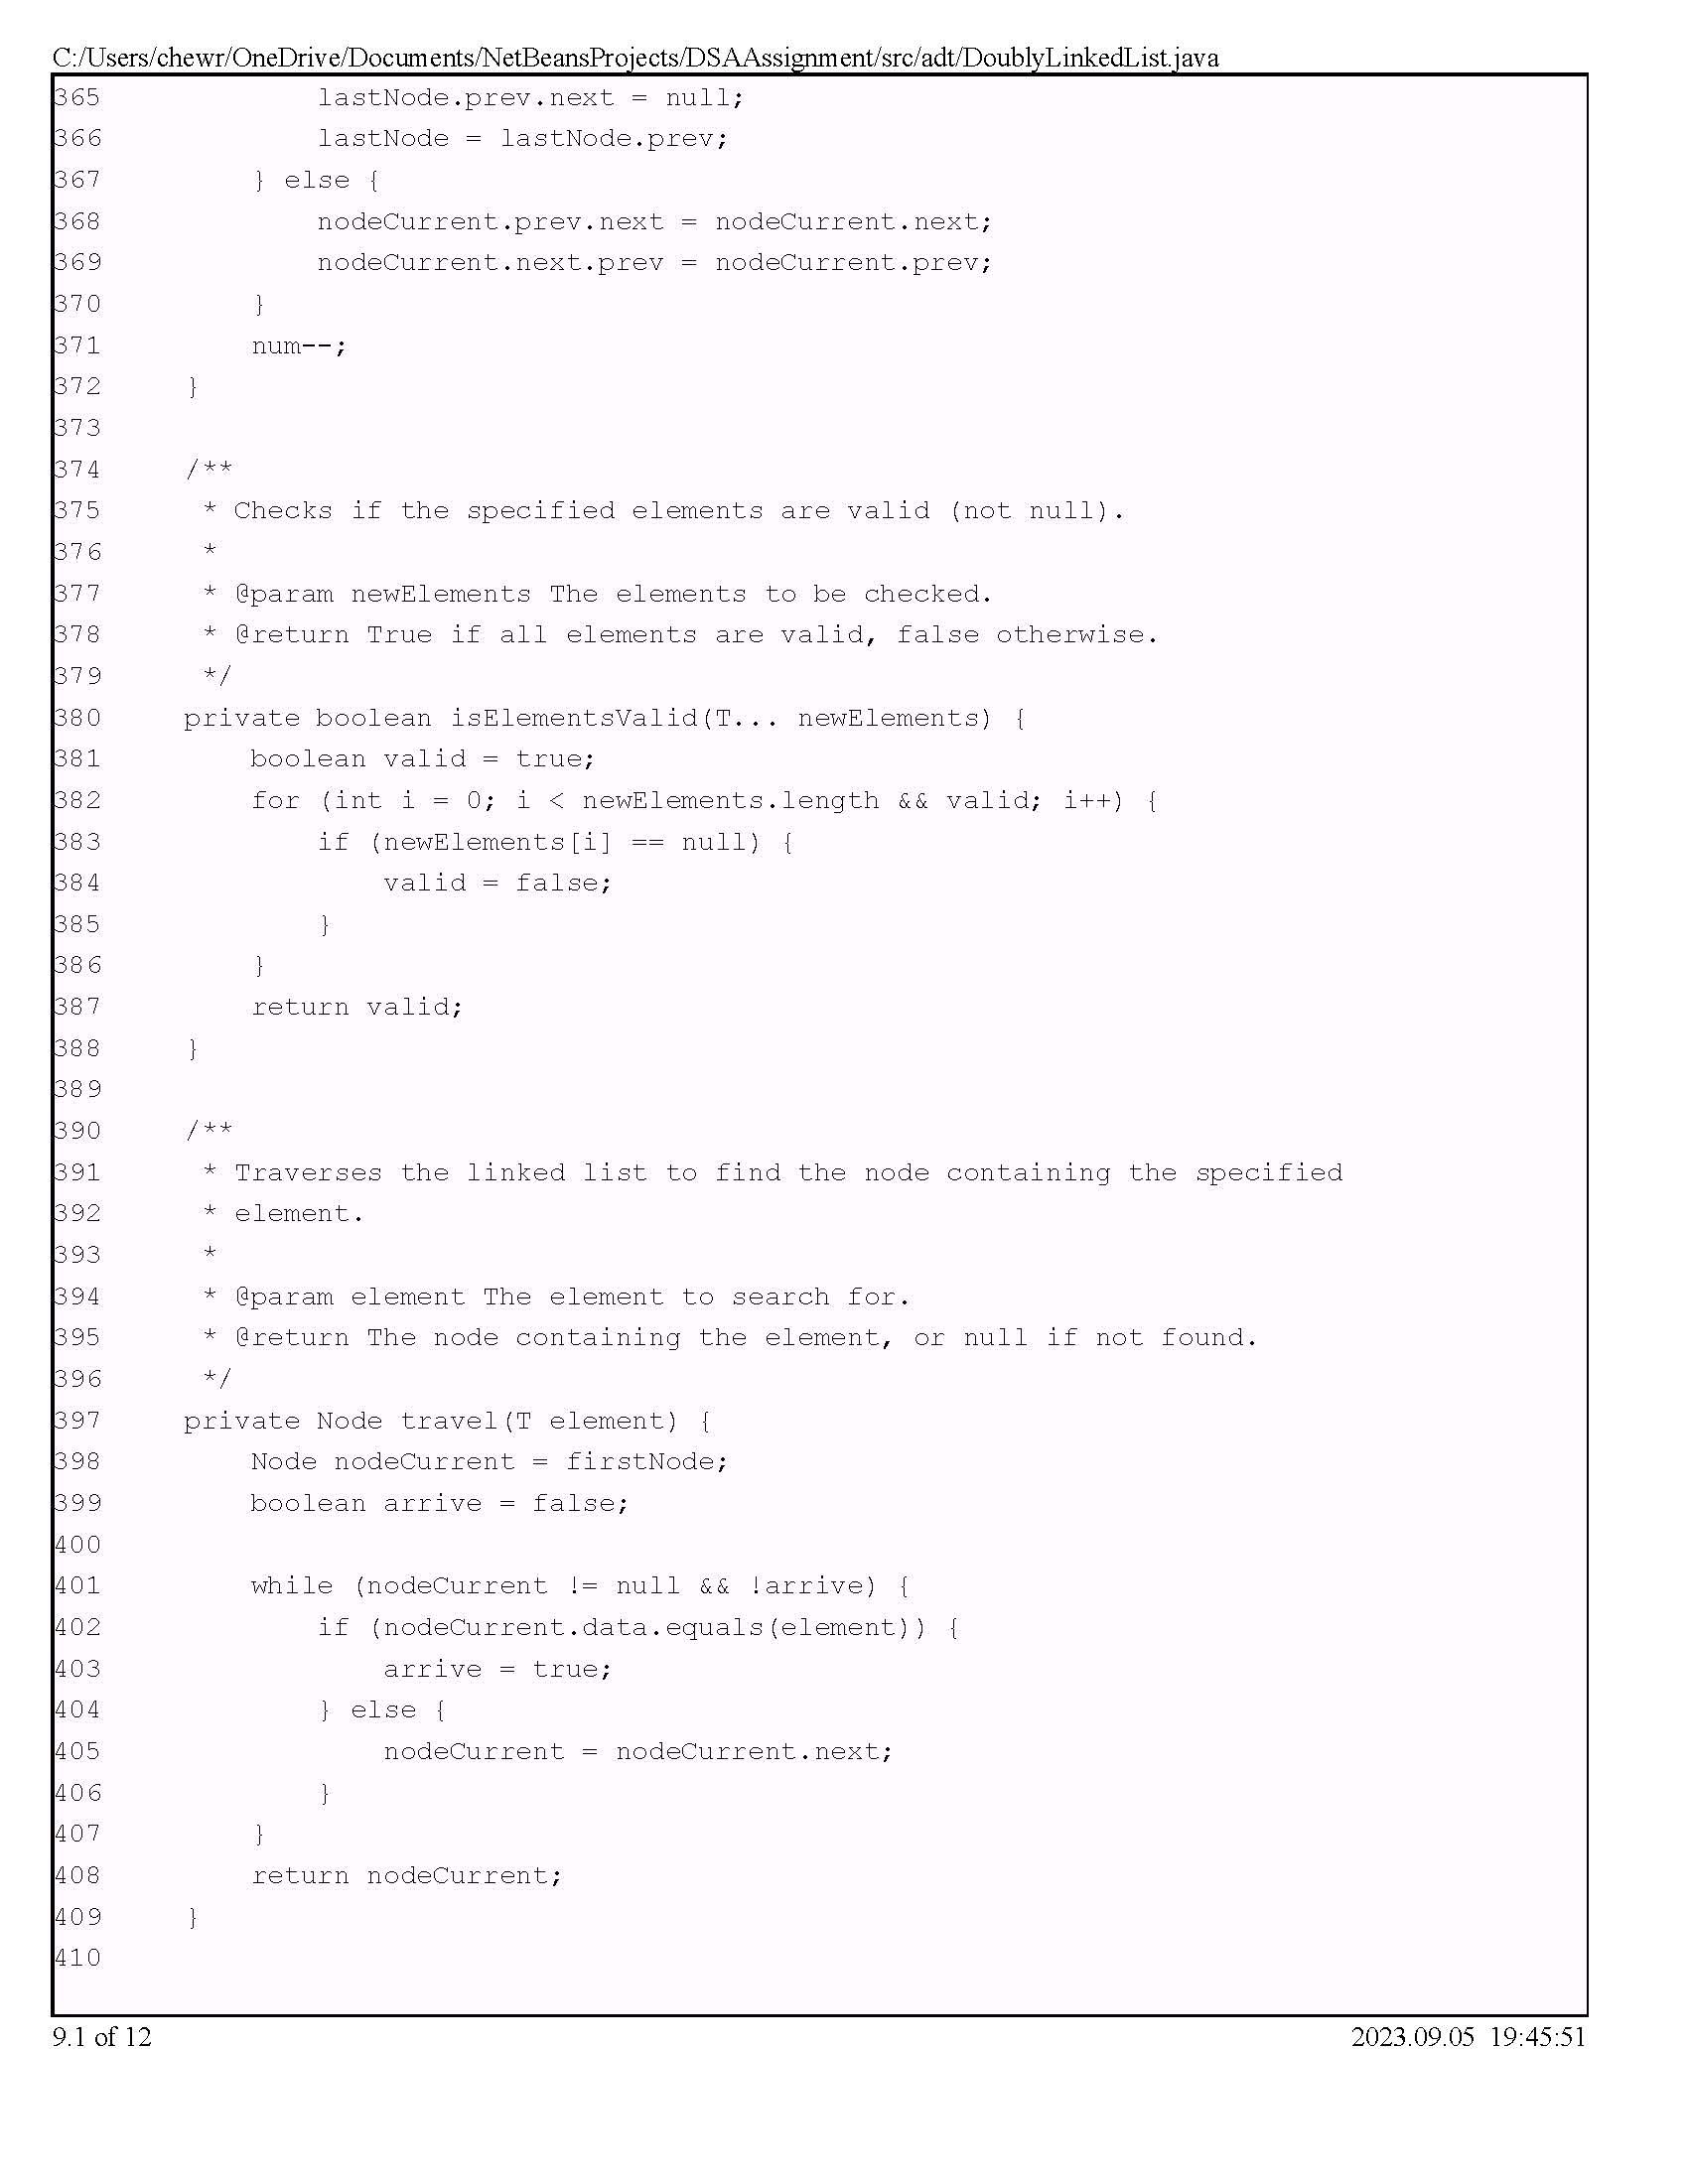 C:/Users/chewr/OneDrive/Documents/NetBeansProjects/DSAAssignment/src/adt/DoublyLinkedList.java
365             lastNode.prev.next = null;
366             lastNode = lastNode.prev;
367         } else {
368             nodeCurrent.prev.next = nodeCurrent.next;
369             nodeCurrent.next.prev = nodeCurrent.prev;
370         }
371         num--;
372     }
373
374     /**
375      * Checks if the specified elements are valid (not null).
376      *
377      * @param newElements The elements to be checked.
378      * @return True if all elements are valid, false otherwise.
379      */
380     private boolean isElementsValid(T... newElements) {
381         boolean valid = true;
382         for (int i = 0; i < newElements.length && valid; i++) {
383             if (newElements[i] == null) {
384                 valid = false;
385             }
386         }
387         return valid;
388     }
389
390     /**
391      * Traverses the linked list to find the node containing the specified
392      * element.
393      *
394      * @param element The element to search for.
395      * @return The node containing the element, or null if not found.
396      */
397     private Node travel(T element) {
398         Node nodeCurrent = firstNode;
399         boolean arrive = false;
400
401         while (nodeCurrent != null && !arrive) {
402             if (nodeCurrent.data.equals(element)) {
403                 arrive = true;
404             } else {
405                 nodeCurrent = nodeCurrent.next;
406             }
407         }
408         return nodeCurrent;
409     }
410
9.1 of 12 2023.09.05 19:45:51